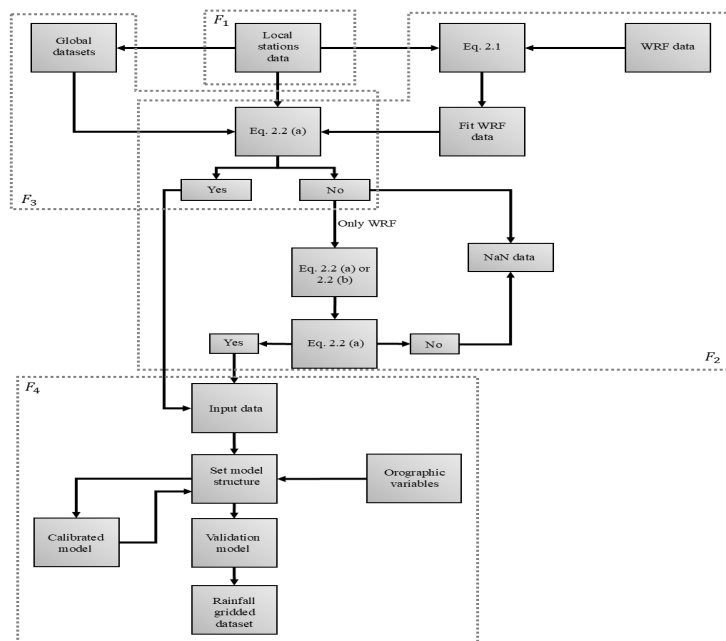 F1
Global
datasets
Local
stations
data
Eq. 2.1
WRF data
Eq. 2.2 (a)
Fit WRF
data
Yes
No
F3
Only WRF
Eq. 2.2 (a) or
2.2 (b)
NaN data
Yes
Eq. 2.2 (a)
No
F2
F4
Input data
Set model
structure
Orographic
variables
Calibrated
model
Validation
model
Rainfall
gridded
dataset